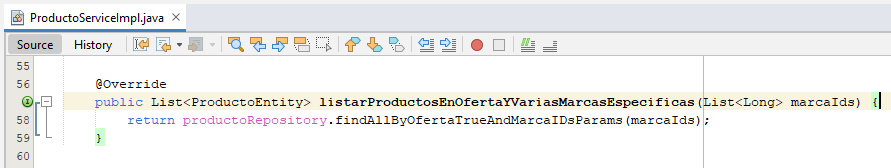 ProductoServiceImpl.java
Source History
55
56 @Override
public List<ProductoEntity> listarProductosEnOfertaYVariasMarcasEspecificas(List<Long> marcaIds) {
58 return productoRepository.findAllByOfertaTrueAndMarcaIDsParams(marcaIds);
59 }
60